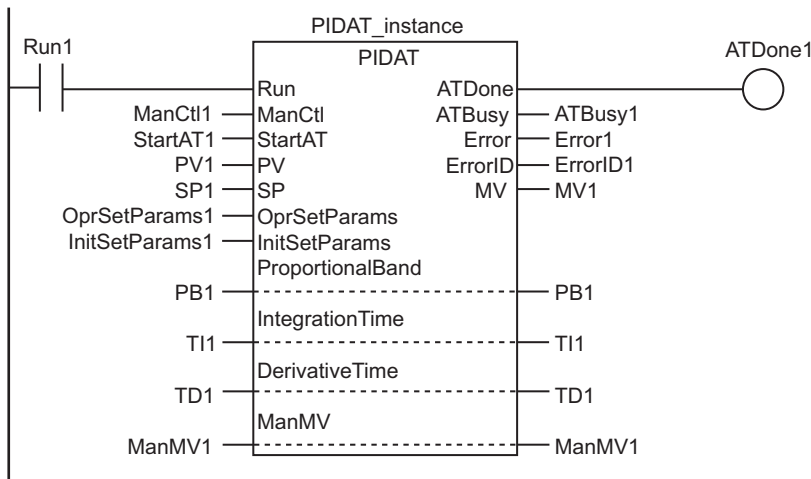 PIDAT_instance
Run1
PIDAT
ATDone1
Run ATDone
ManCtl1 ManCtl ATBusy ATBusy1
StartAT1 StartAT Error Error1
PV1 PV ErrorID ErrorID1
SP1 SP MV MV1
OprSetParams1 OprSetParams
InitSetParams1 InitSetParams
ProportionalBand
PB1 PB1
IntegrationTime
TI1 TI1
DerivativeTime
TD1 TD1
ManMV
ManMV1 ManMV1